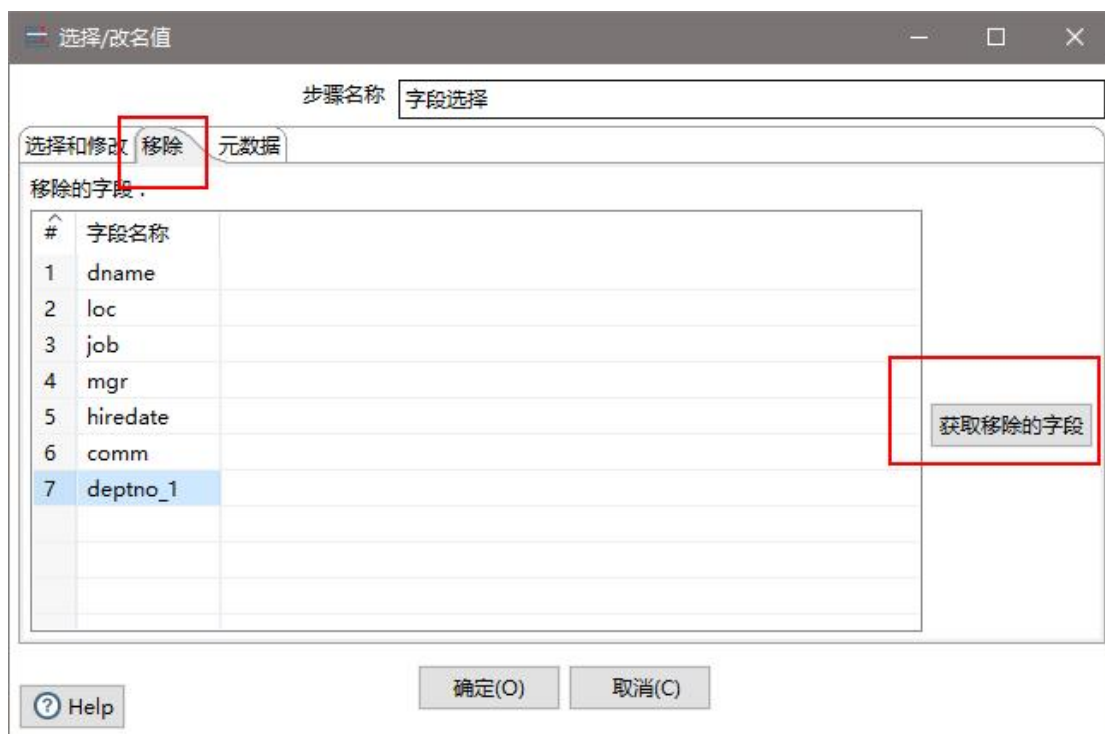 选择/改名值
步骤名称 字段选择
选择和修改 移除 元数据
移除的字段 :
# 字段名称
1 dname
2 loc
3 job
4 mgr
5 hiredate
6 comm
7 deptno_1
获取移除的字段
确定(O) 取消(C)
Help